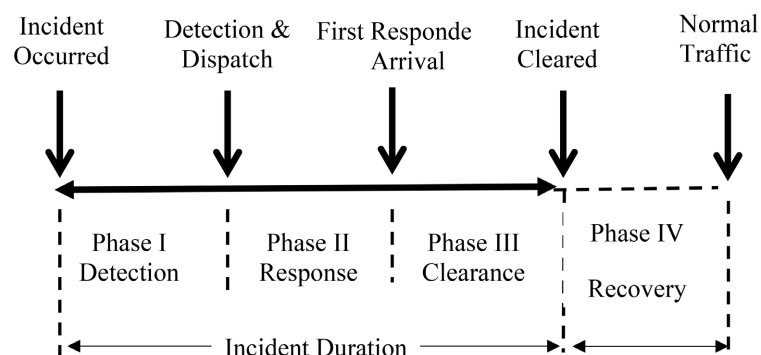 Incident
Occurred
Detection &
Dispatch
First Responde
Arrival
Incident
Cleared
Normal
Traffic
Phase I
Detection
Phase II
Response
Phase III
Clearance
Phase IV
Recovery
Incident Duration